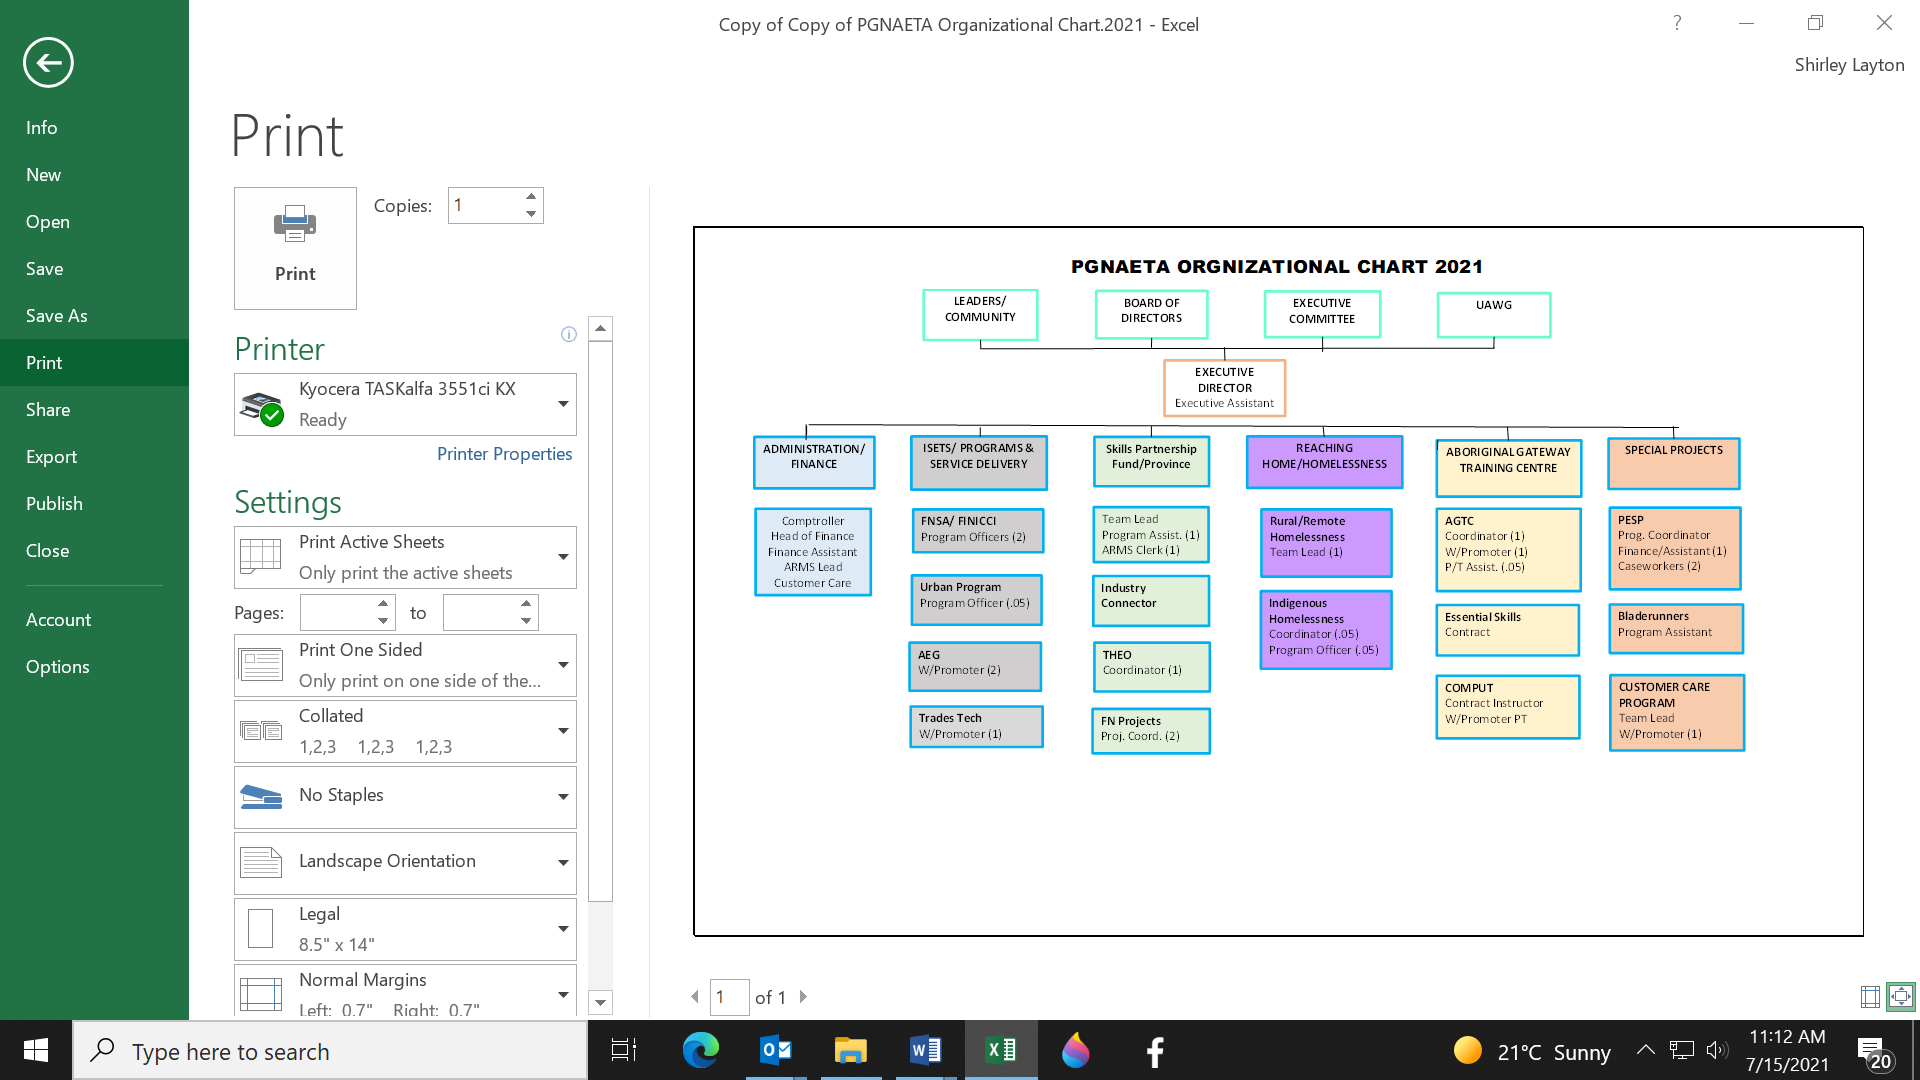 Copy of Copy of PGNAETA Organizational Chart.2021 - Excel
?
Shirley Layton
Info
New
Open
Save
Save As
Print
Share
Export
Publish
Close
Account
Options
Print
Print
Copies:
1
Printer
Kyocera TASKalfa 3551ci KX
Ready
Printer Properties
Settings
Print Active Sheets
Only print the active sheets
Pages:
to
Print One Sided
Only print on one side of the...
Collated
1,2,3 1,2,3 1,2,3
No Staples
Landscape Orientation
Legal
8.5" x 14"
Normal Margins
Left: 0.7" Right: 0.7"
PGNAETA ORGNIZATIONAL CHART 2021
LEADERS/
COMMUNITY
BOARD OF
DIRECTORS
EXECUTIVE
COMMITTEE
UAWG
EXECUTIVE
DIRECTOR
Executive Assistant
ADMINISTRATION/
FINANCE
Comptroller
Head of Finance
Finance Assistant
ARMS Lead
Customer Care
ISETS/ PROGRAMS &
SERVICE DELIVERY
FNSA/ FINICCI
Program Officers (2)
Urban Program
Program Officer (.05)
AEG
W/Promoter (2)
Trades Tech
W/Promoter (1)
Skills Partnership
Fund/Province
Team Lead
Program Assist. (1)
ARMS Clerk (1)
Industry
Connector
THEO
Coordinator (1)
FN Projects
Proj. Coord. (2)
REACHING
HOME/HOMELESSNESS
Rural/Remote
Homelessness
Team Lead (1)
Indigenous
Homelessness
Coordinator (.05)
Program Officer (.05)
ABORIGINAL GATEWAY
TRAINING CENTRE
AGTC
Coordinator (1)
W/Promoter (1)
P/T Assist. (.05)
Essential Skills
Contract
COMPUT
Contract Instructor
W/Promoter PT
SPECIAL PROJECTS
PESP
Prog. Coordinator
Finance/Assistant (1)
Caseworkers (2)
Bladerunners
Program Assistant
CUSTOMER CARE
PROGRAM
Team Lead
W/Promoter (1)
1 of 1
Type here to search
21°C Sunny
11:12 AM
7/15/2021
20